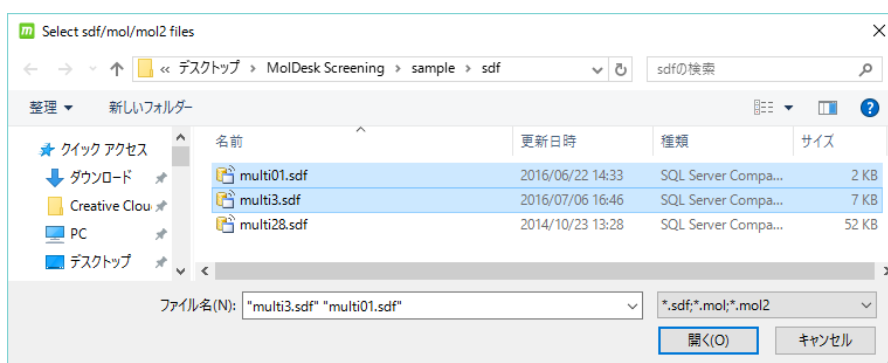 Select sdf/mol/mol2 files
« デスクトップ > MolDesk Screening > sample > sdf
sdfの検索
整理 新しいフォルダー
名前 更新日時 種類 サイズ
クイック アクセス
ダウンロード
Creative Clou
PC
デスクトップ
multi01.sdf 2016/06/22 14:33 SQL Server Compa... 2 KB
multi3.sdf 2016/07/06 16:46 SQL Server Compa... 7 KB
multi28.sdf 2014/10/23 13:28 SQL Server Compa... 52 KB
ファイル名(N): "multi3.sdf" "multi01.sdf" *.sdf;*.mol;*.mol2
開く(O) キャンセル